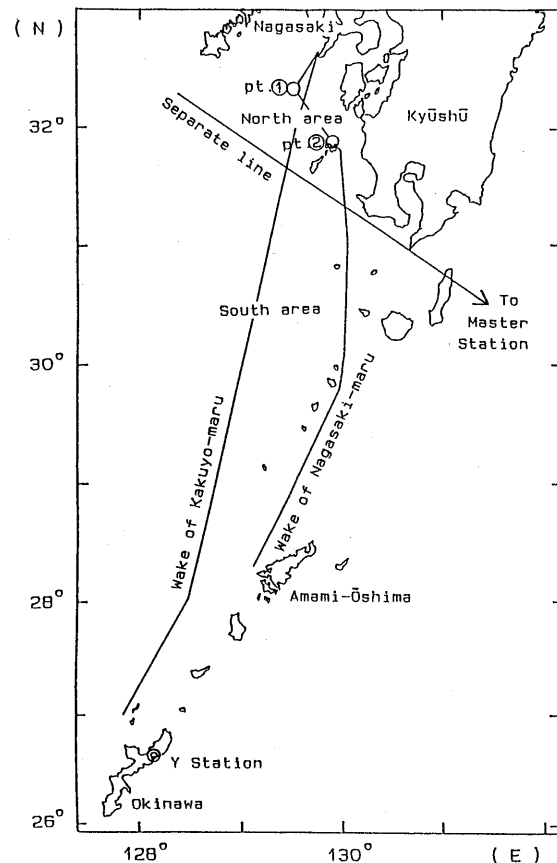 (N)
Nagasaki
pt.①
Kyūshū
North area
32°
pt.②
Separate line
To
Master
Station
South area
30°
Wake of Kakuyo-maru
Wake of Nagasaki-maru
Amami-Ōshima
28°
Y Station
Okinawa
26°
128°
130°
(E)